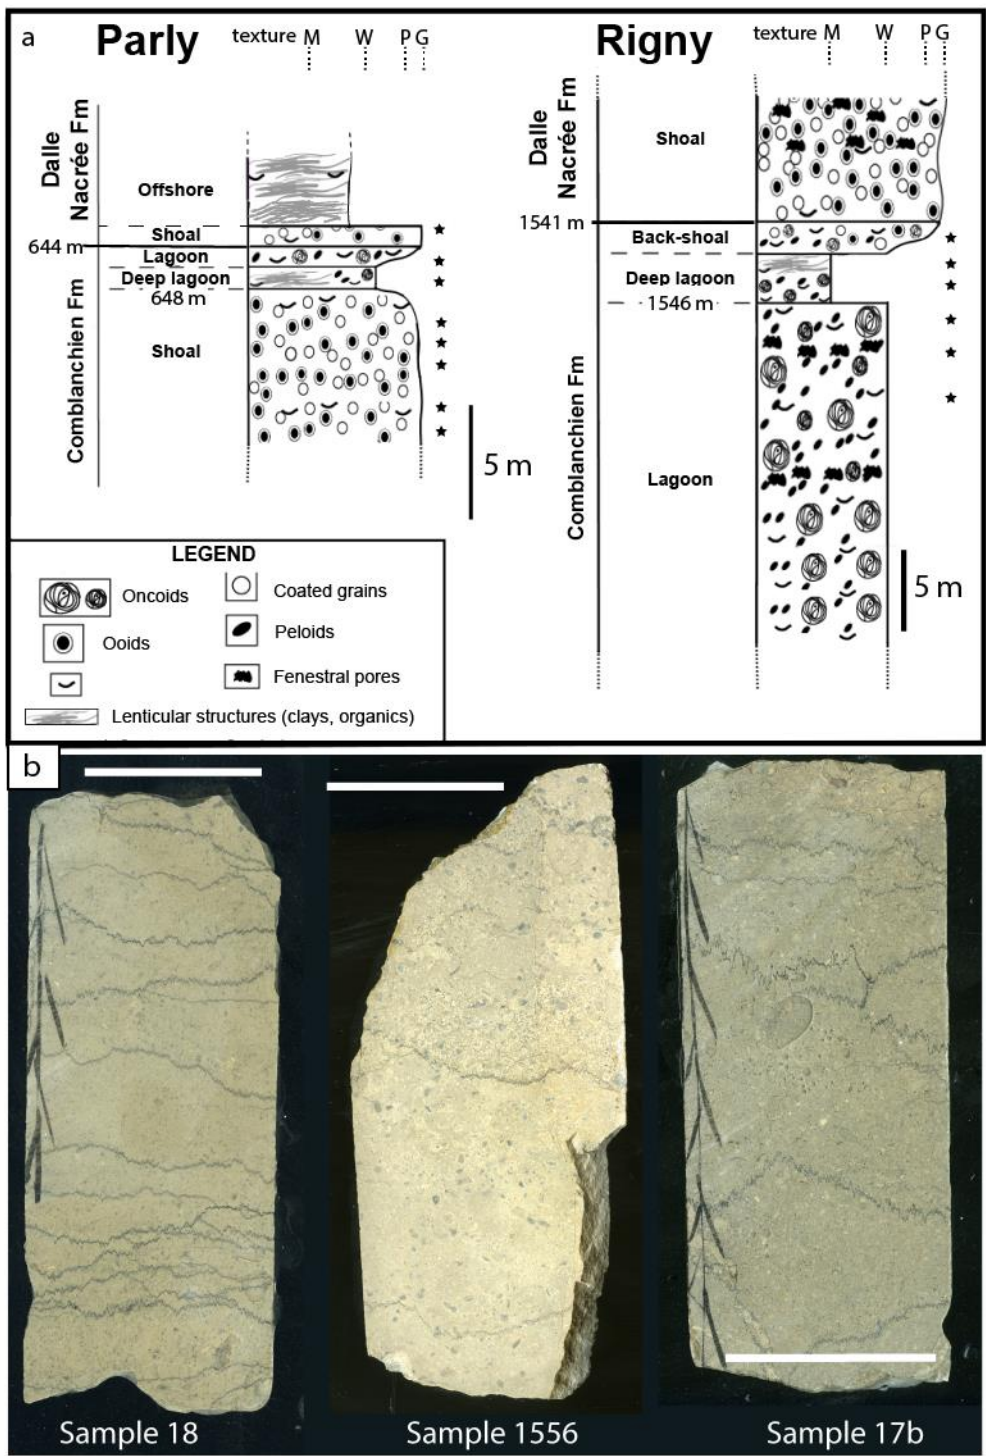 a
Parly
texture M W P G
Dalle
Nacrée Fm
Comblanchien Fm
Offshore
Shoal
644 m
Lagoon
Deep lagoon
648 m
Shoal
5 m
Rigny
texture M W P G
Dalle
Nacrée Fm
Comblanchien Fm
Shoal
1541 m
Back-shoal
Deep lagoon
1546 m
Lagoon
5 m
LEGEND
Oncoids
Coated grains
Ooids
Peloids
Fenestral pores
Lenticular structures (clays, organics)
b
Sample 18
Sample 1556
Sample 17b